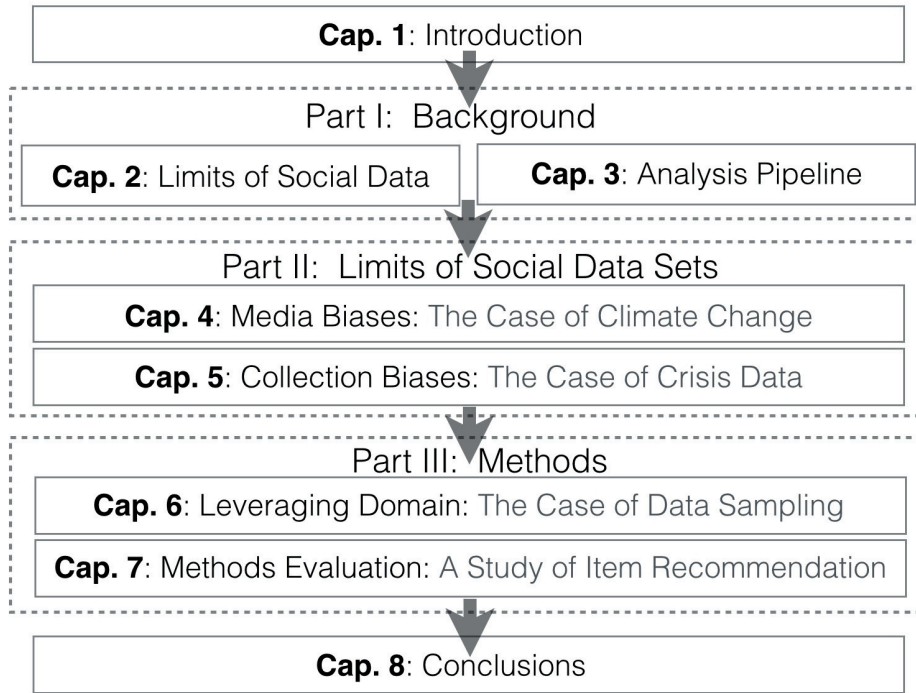 Cap. 1: Introduction
Part I: Background
Cap. 2: Limits of Social Data
Cap. 3: Analysis Pipeline
Part II: Limits of Social Data Sets
Cap. 4: Media Biases: The Case of Climate Change
Cap. 5: Collection Biases: The Case of Crisis Data
Part III: Methods
Cap. 6: Leveraging Domain: The Case of Data Sampling
Cap. 7: Methods Evaluation: A Study of Item Recommendation
Cap. 8: Conclusions